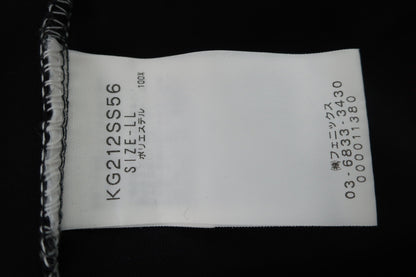 KG212SS56
SIZE-LL
ポリエステル 100%
㈱フェニックス
03-6833-3430
000011380